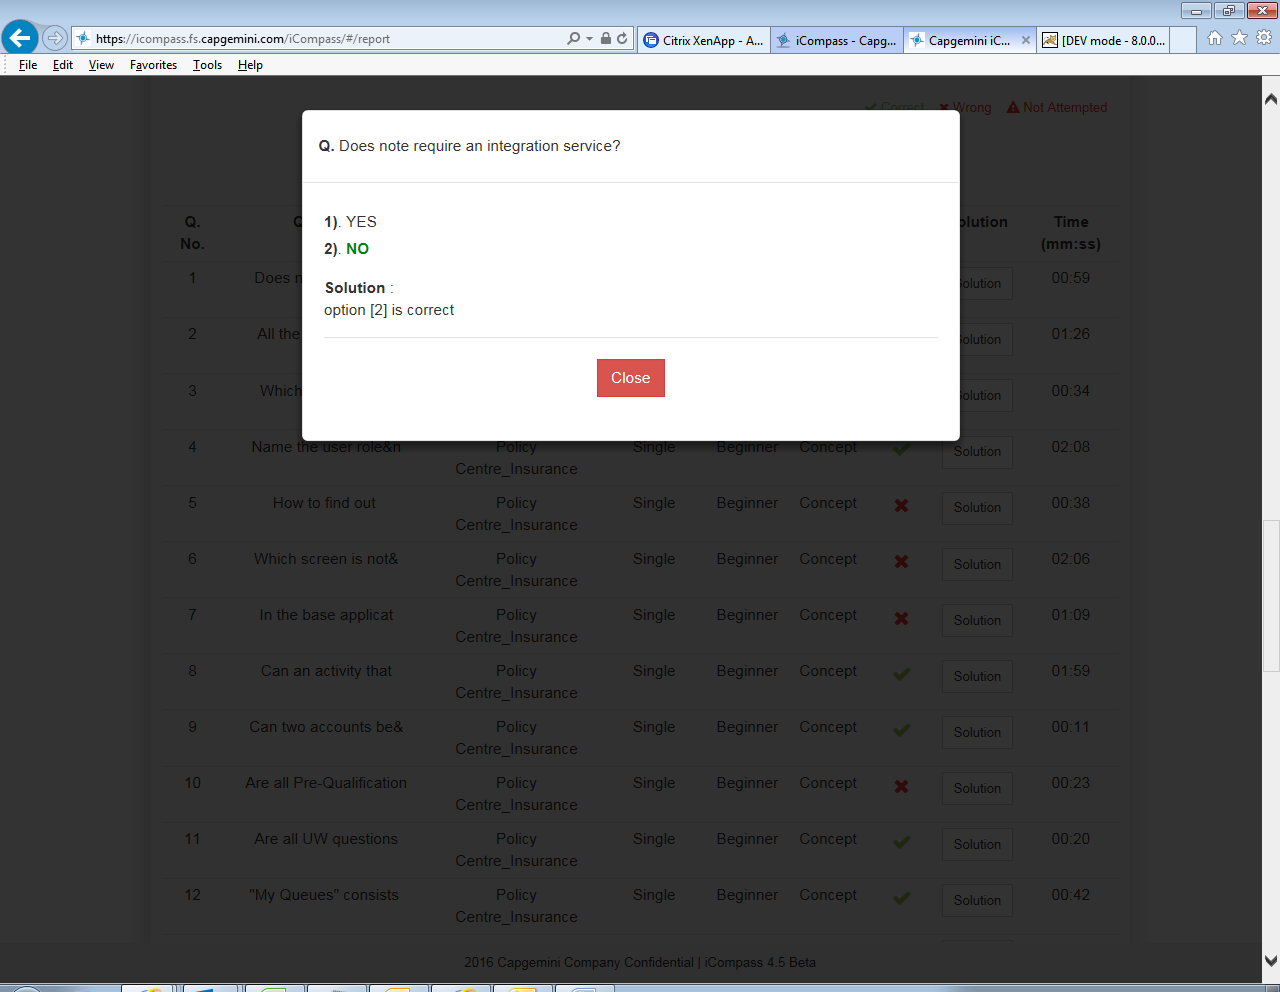 https://icompass.fs.capgemini.com/iCompass/#/report
Citrix XenApp - A...
iCompass - Capg...
Capgemini iC...
[DEV mode - 8.0.0...
File Edit View Favorites Tools Help
Correct Wrong Not Attempted
Q. Does note require an integration service?
1). YES
2). NO
Solution :
option [2] is correct
Close
Q. No. Q olution Time (mm:ss)
1 Does n olution 00:59
2 All the olution 01:26
3 Which olution 00:34
4 Name the user role&n Policy Centre_Insurance Single Beginner Concept Solution 02:08
5 How to find out Policy Centre_Insurance Single Beginner Concept Solution 00:38
6 Which screen is not& Policy Centre_Insurance Single Beginner Concept Solution 02:06
7 In the base applicat Policy Centre_Insurance Single Beginner Concept Solution 01:09
8 Can an activity that Policy Centre_Insurance Single Beginner Concept Solution 01:59
9 Can two accounts be& Policy Centre_Insurance Single Beginner Concept Solution 00:11
10 Are all Pre-Qualification Policy Centre_Insurance Single Beginner Concept Solution 00:23
11 Are all UW questions Policy Centre_Insurance Single Beginner Concept Solution 00:20
12 "My Queues" consists Policy Centre_Insurance Single Beginner Concept Solution 00:42
2016 Capgemini Company Confidential | iCompass 4.5 Beta